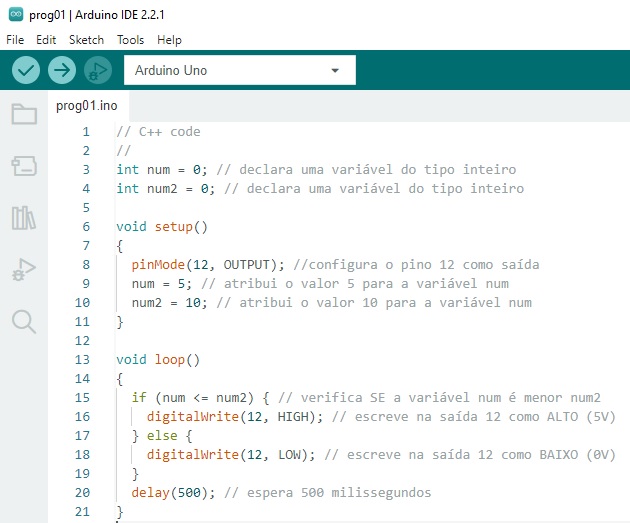 prog01 | Arduino IDE 2.2.1
File Edit Sketch Tools Help
Arduino Uno
prog01.ino
1 // C++ code
2 //
3 int num = 0; // declara uma variável do tipo inteiro
4 int num2 = 0; // declara uma variável do tipo inteiro
5
6 void setup()
7 {
8 pinMode(12, OUTPUT); //configura o pino 12 como saída
9 num = 5; // atribui o valor 5 para a variável num
10 num2 = 10; // atribui o valor 10 para a variável num
11 }
12
13 void loop()
14 {
15 if (num <= num2) { // verifica SE a variável num é menor num2
16 digitalWrite(12, HIGH); // escreve na saída 12 como ALTO (5V)
17 } else {
18 digitalWrite(12, LOW); // escreve na saída 12 como BAIXO (0V)
19 }
20 delay(500); // espera 500 milissegundos
21 }